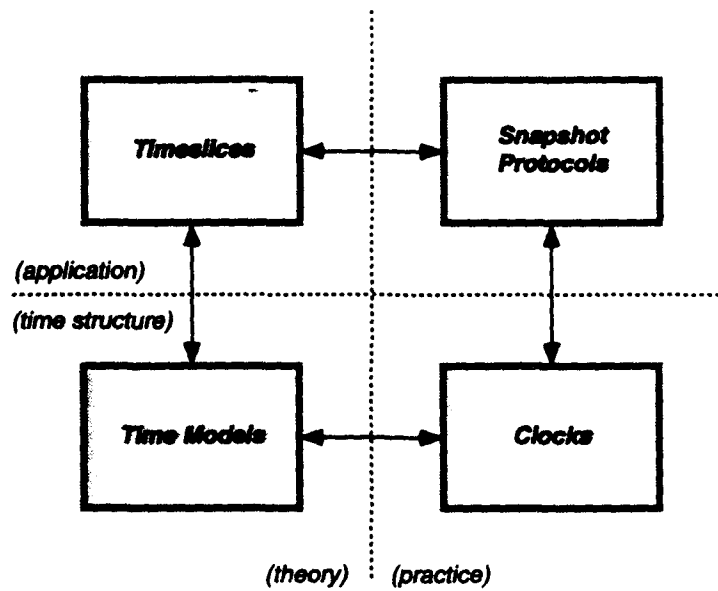 Timeslices
Snapshot
Protocols
(application)
(time structure)
Time Models
Clocks
(theory)
(practice)